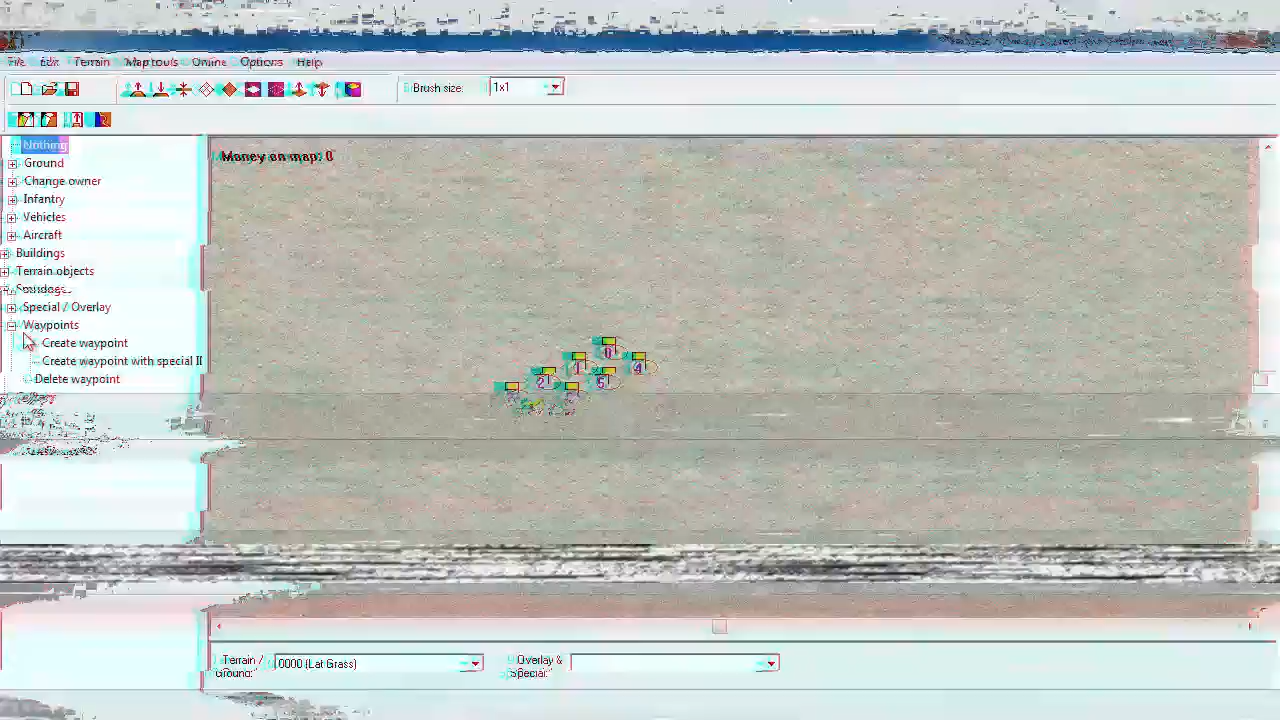 File Edit Terrain Map tools Online Options Help
Brush size: 1x1
Nothing
Ground
Change owner
Infantry
Vehicles
Aircraft
Buildings
Terrain objects
Special / Overlay
Waypoints
Create waypoint
Create waypoint with special I
Delete waypoint
Money on map: 0
0
1 4
2 5
Terrain / Ground: 0000 (Lat Grass)
Overlay & Special: